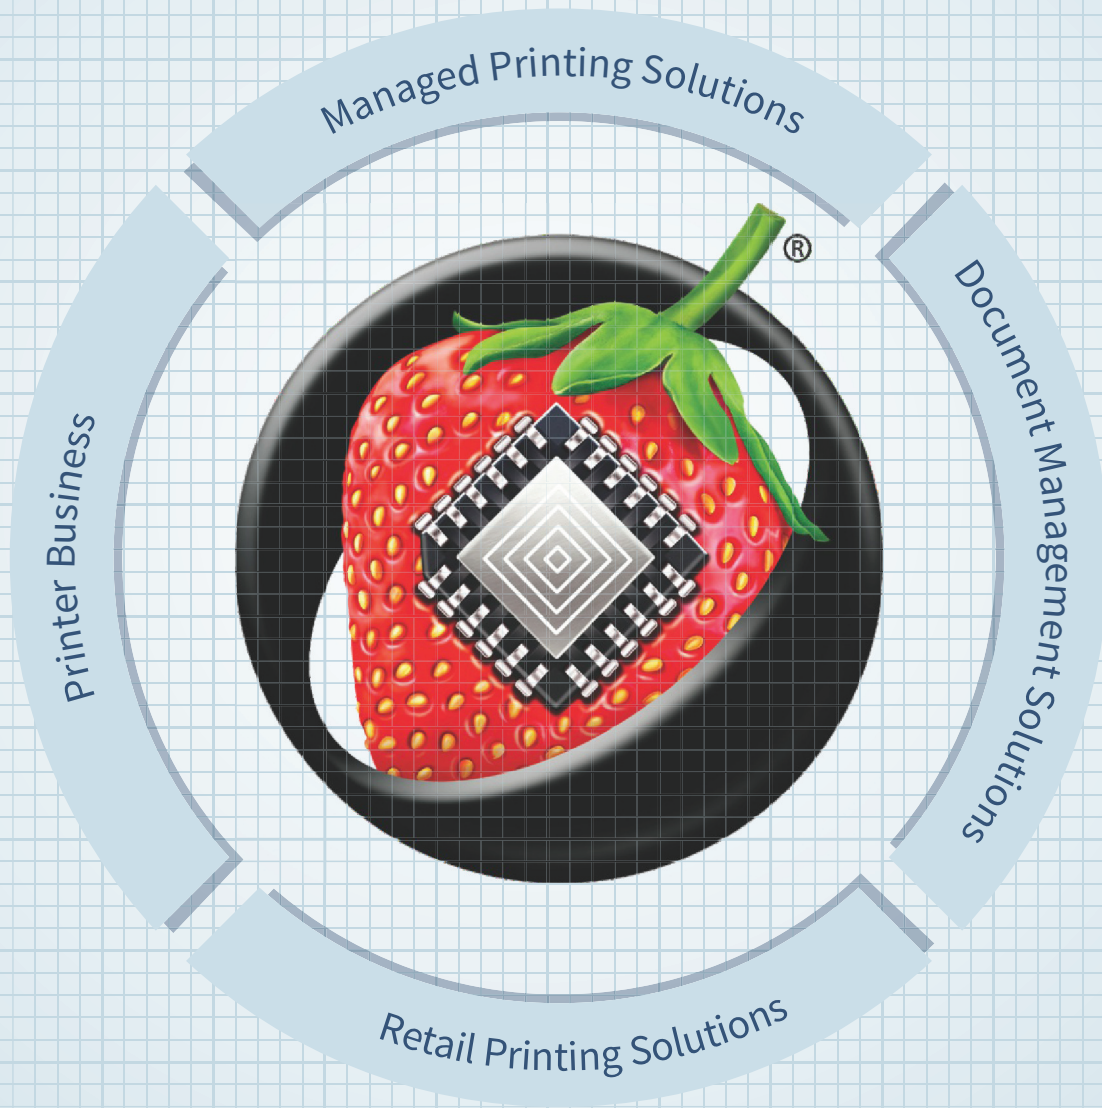 Managed Printing Solutions
®
Document Management Solutions
Printer Business
Retail Printing Solutions